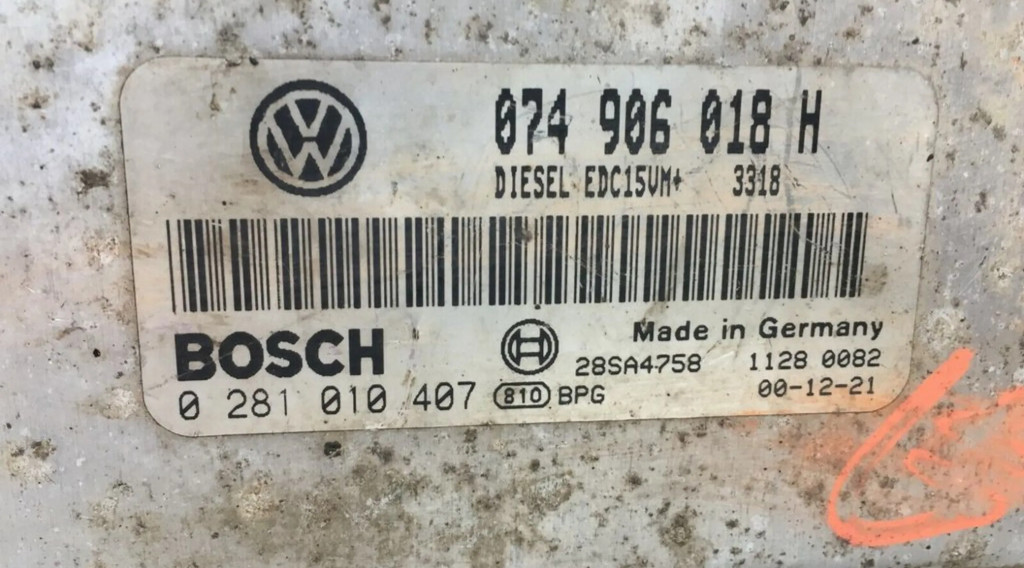 074 906 018 H
DIESEL EDC15VM+ 3318
BOSCH
Made in Germany
28SA4758 1128 0082
0 281 010 407 810 BPG 00-12-21